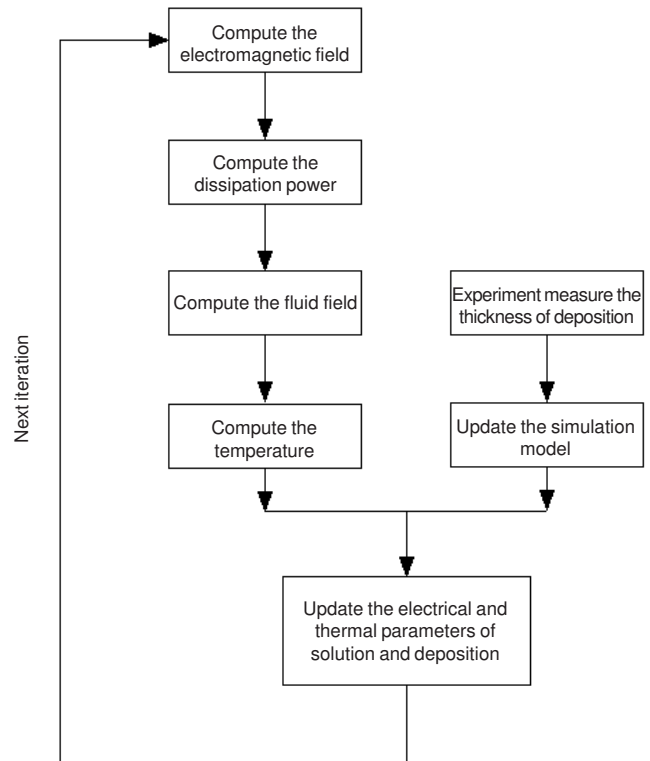 Compute the
electromagnetic field
Compute the
dissipation power
Compute the fluid field
Experiment measure the
thickness of deposition
Next iteration
Compute the
temperature
Update the simulation
model
Update the electrical and
thermal parameters of
solution and deposition